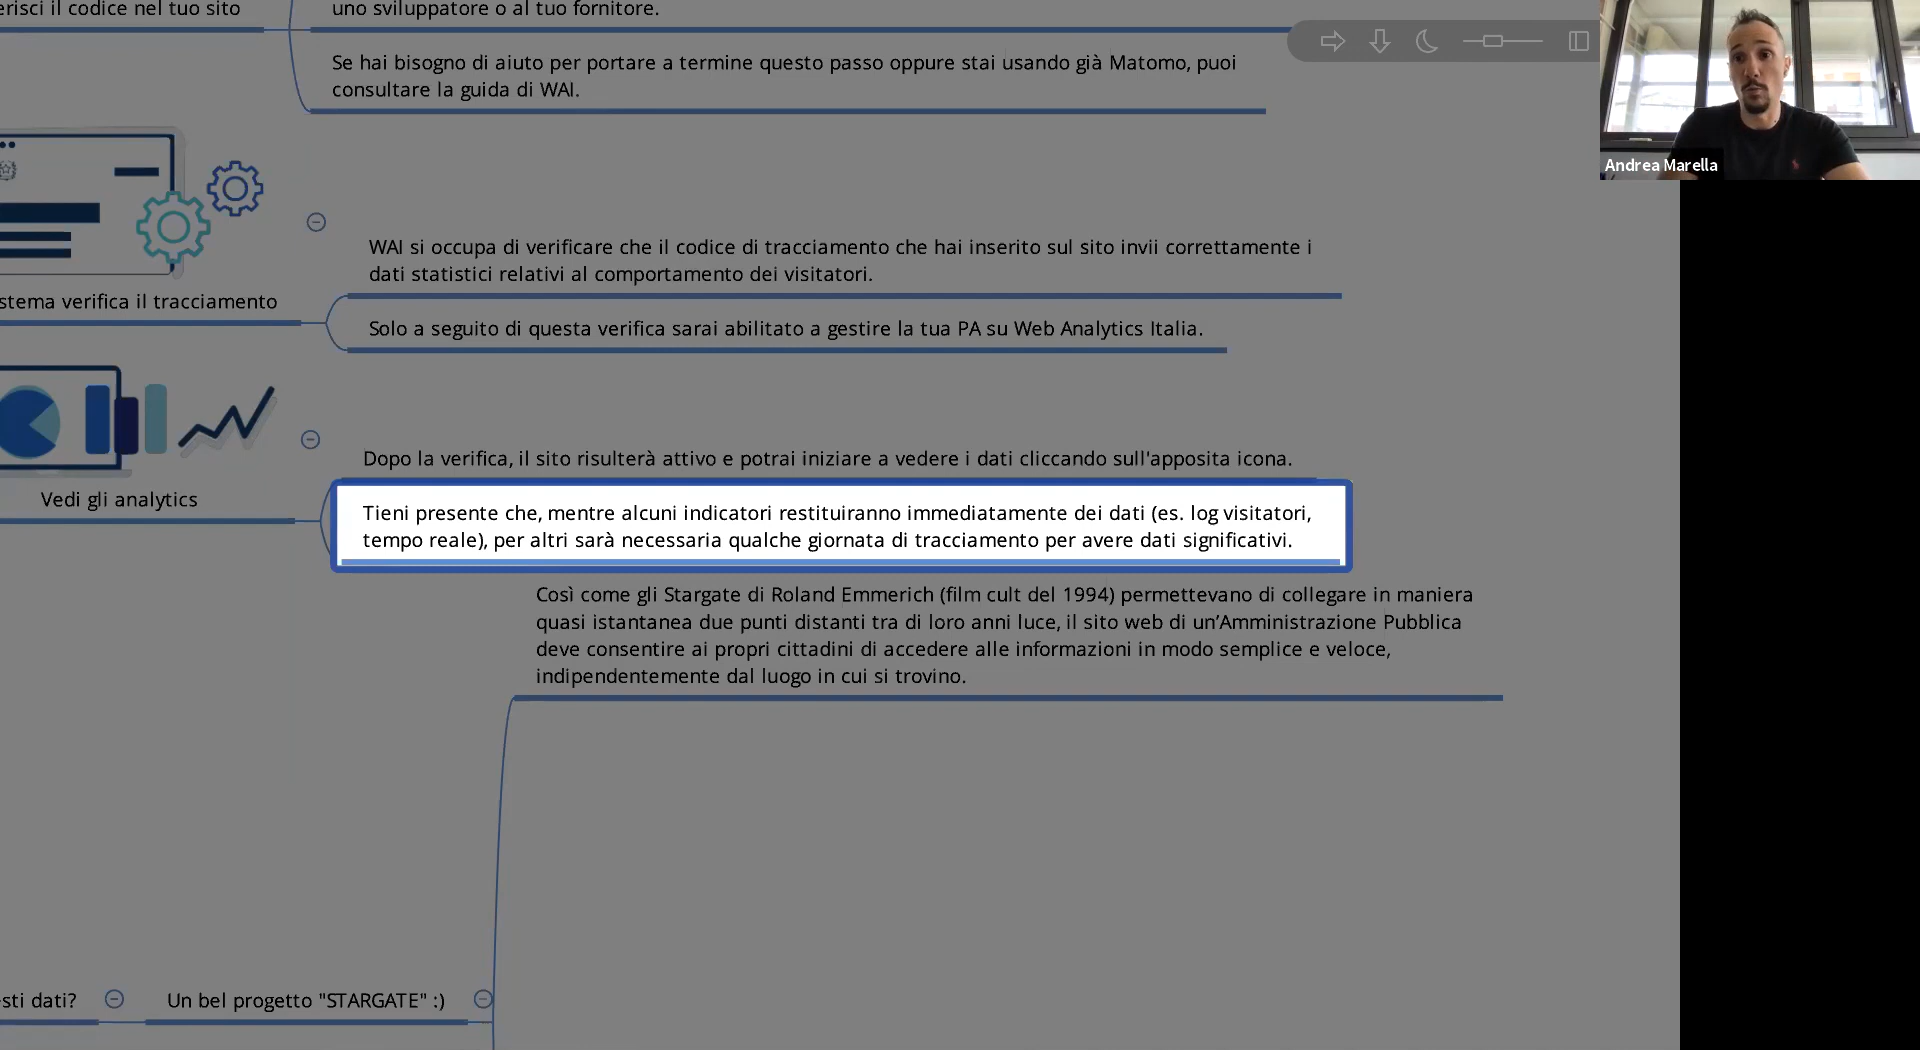 erisci il codice nel tuo sito
uno sviluppatore o al tuo fornitore.
Se hai bisogno di aiuto per portare a termine questo passo oppure stai usando già Matomo, puoi
consultare la guida di WAI.
Andrea Marella
WAI si occupa di verificare che il codice di tracciamento che hai inserito sul sito invii correttamente i
dati statistici relativi al comportamento dei visitatori.
stema verifica il tracciamento
Solo a seguito di questa verifica sarai abilitato a gestire la tua PA su Web Analytics Italia.
Dopo la verifica, il sito risulterà attivo e potrai iniziare a vedere i dati cliccando sull'apposita icona.
Vedi gli analytics
Tieni presente che, mentre alcuni indicatori restituiranno immediatamente dei dati (es. log visitatori,
tempo reale), per altri sarà necessaria qualche giornata di tracciamento per avere dati significativi.
Così come gli Stargate di Roland Emmerich (film cult del 1994) permettevano di collegare in maniera
quasi istantanea due punti distanti tra di loro anni luce, il sito web di un’Amministrazione Pubblica
deve consentire ai propri cittadini di accedere alle informazioni in modo semplice e veloce,
indipendentemente dal luogo in cui si trovino.
sti dati?
Un bel progetto "STARGATE" :)